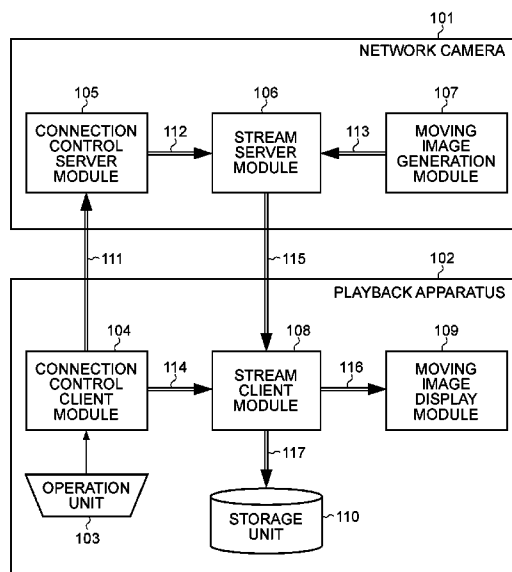 101
NETWORK CAMERA
105
CONNECTION
CONTROL
SERVER
MODULE
112
106
STREAM
SERVER
MODULE
113
107
MOVING
IMAGE
GENERATION
MODULE
111
115
102
PLAYBACK APPARATUS
104
CONNECTION
CONTROL
CLIENT
MODULE
114
108
STREAM
CLIENT
MODULE
116
109
MOVING
IMAGE
DISPLAY
MODULE
117
OPERATION
UNIT
103
STORAGE
UNIT
110